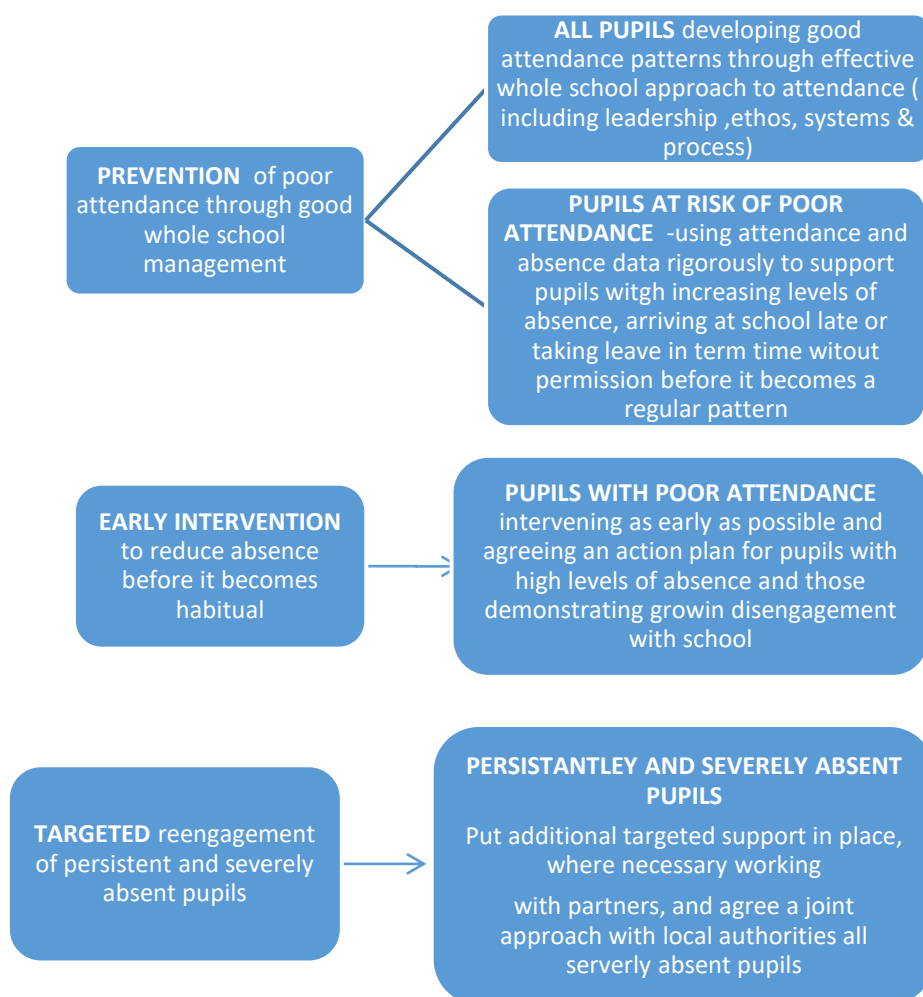 PREVENTION of poor
attendance through good
whole school
management
ALL PUPILS developing good
attendance patterns through effective
whole school approach to attendance (
including leadership ,ethos, systems &
process)
PUPILS AT RISK OF POOR
ATTENDANCE -using attendance and
absence data rigorously to support
pupils witgh increasing levels of
absence, arriving at school late or
taking leave in term time witout
permission before it becomes a
regular pattern
EARLY INTERVENTION
to reduce absence
before it becomes
habitual
PUPILS WITH POOR ATTENDANCE
intervening as early as possible and
agreeing an action plan for pupils with
high levels of absence and those
demonstrating growin disengagement
with school
TARGETED reengagement
of persistent and severely
absent pupils
PERSISTANTLEY AND SEVERELY ABSENT
PUPILS
Put additional targeted support in place,
where necessary working
with partners, and agree a joint
approach with local authorities all
serverly absent pupils